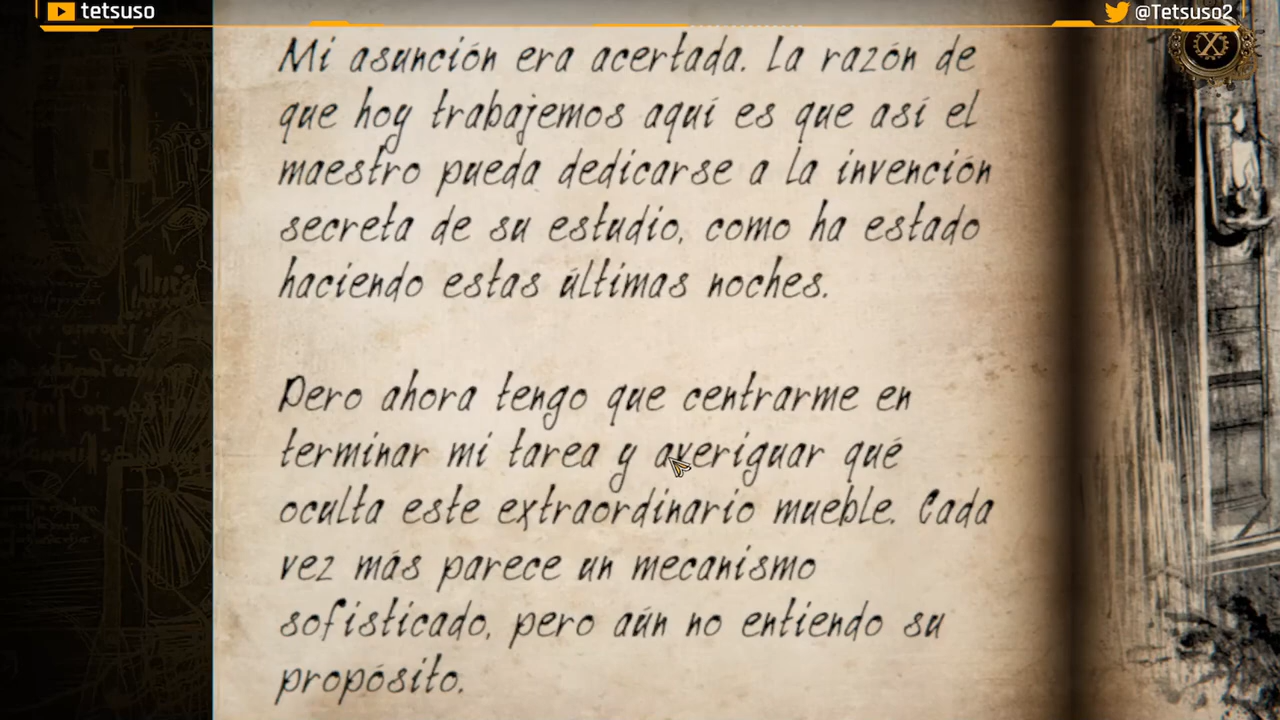 tetsuso
@Tetsuso2
X
Mi asunción era acertada. La razón de
que hoy trabajemos aquí es que así el
maestro pueda dedicarse a la invención
secreta de su estudio, como ha estado
haciendo estas últimas noches.
Pero ahora tengo que centrarme en
terminar mi tarea y averiguar qué
oculta este extraordinario mueble. Cada
vez más parece un mecanismo
sofisticado, pero aún no entiendo su
propósito.